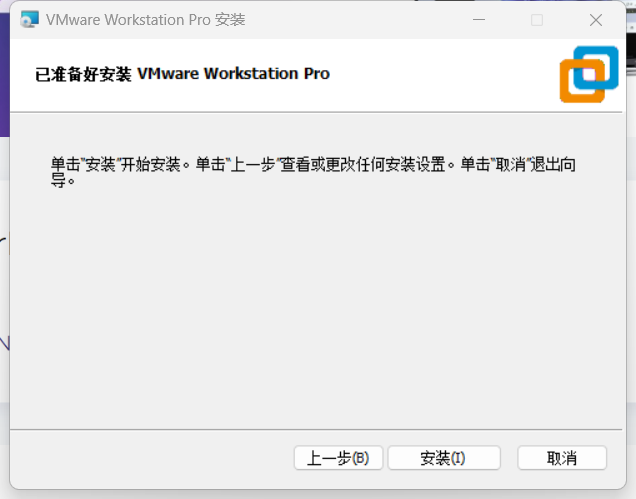 VMware Workstation Pro 安装
已准备好安装 VMware Workstation Pro
单击“安装”开始安装。单击“上一步”查看或更改任何安装设置。单击“取消”退出向
导。
上一步(B) 安装(I) 取消